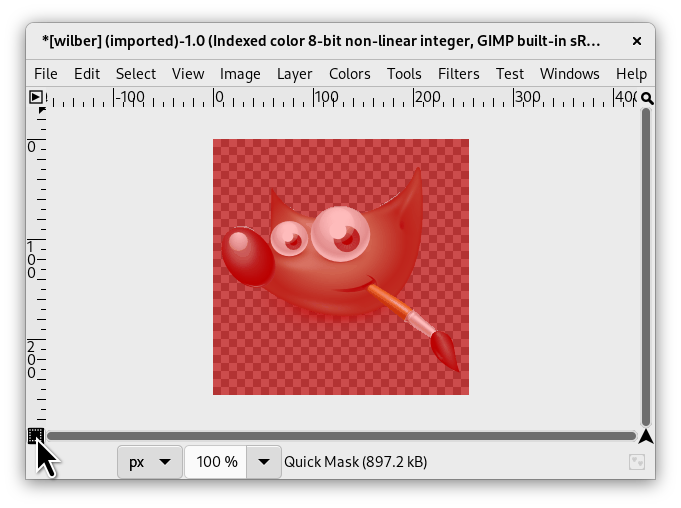 *[wilber] (imported)-1.0 (Indexed color 8-bit non-linear integer, GIMP built-in sR...
File Edit Select View Image Layer Colors Tools Filters Test Windows Help
-100 0 100 200 300 400
0
100
200
px 100 % Quick Mask (897.2 kB)